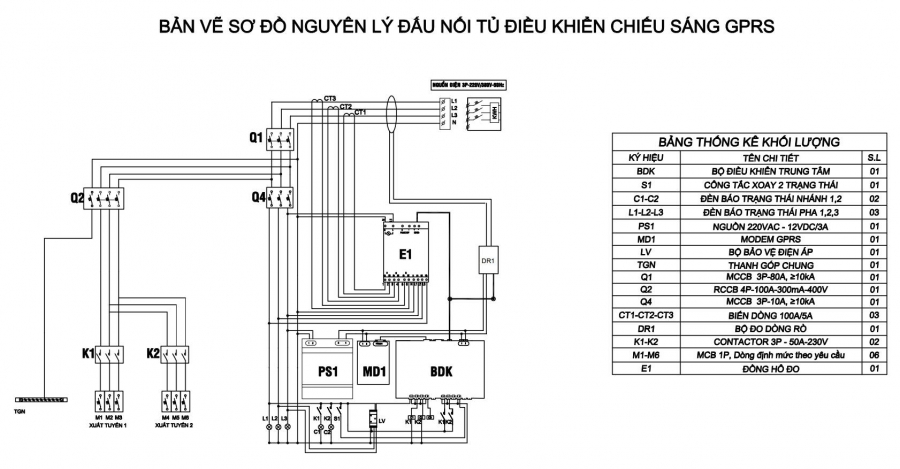 BẢN VẼ SƠ ĐỒ NGUYÊN LÝ ĐẤU NỐI TỦ ĐIỀU KHIỂN CHIẾU SÁNG GPRS
NGUỒN ĐIỆN 3P-220V/380V-50Hz
CT3
CT2
CT1
L1
L2
L3
N
KWH
Q1
Q2
Q4
E1
DR1
K1
K2
PS1
MD1
BDK
TGN
M1 M2 M3
XUẤT TUYẾN 1
M4 M5 M6
XUẤT TUYẾN 2
L1 L2 L3
K1 K2 S1
C1 C2
LV
K1 K2
K1 K2
BẢNG THỐNG KÊ KHỐI LƯỢNG
KÝ HIỆU TÊN CHI TIẾT S.L
BDK BỘ ĐIỀU KHIỂN TRUNG TÂM 01
S1 CÔNG TẮC XOAY 2 TRẠNG THÁI 01
C1-C2 ĐÈN BÁO TRẠNG THÁI NHÁNH 1,2 02
L1-L2-L3 ĐÈN BÁO TRẠNG THÁI PHA 1,2,3 03
PS1 NGUỒN 220VAC - 12VDC/3A 01
MD1 MODEM GPRS 01
LV BỘ BẢO VỆ ĐIỆN ÁP 01
TGN THANH GÓP CHUNG 01
Q1 MCCB 3P-80A, ≥10kA 01
Q2 RCCB 4P-100A-300mA-400V 01
Q4 MCCB 3P-10A, ≥10kA 01
CT1-CT2-CT3 BIẾN DÒNG 100A/5A 03
DR1 BỘ ĐO DÒNG RÒ 01
K1-K2 CONTACTOR 3P - 50A-230V 02
M1-M6 MCB 1P, Dòng định mức theo yêu cầu 06
E1 ĐỒNG HỒ ĐO 01